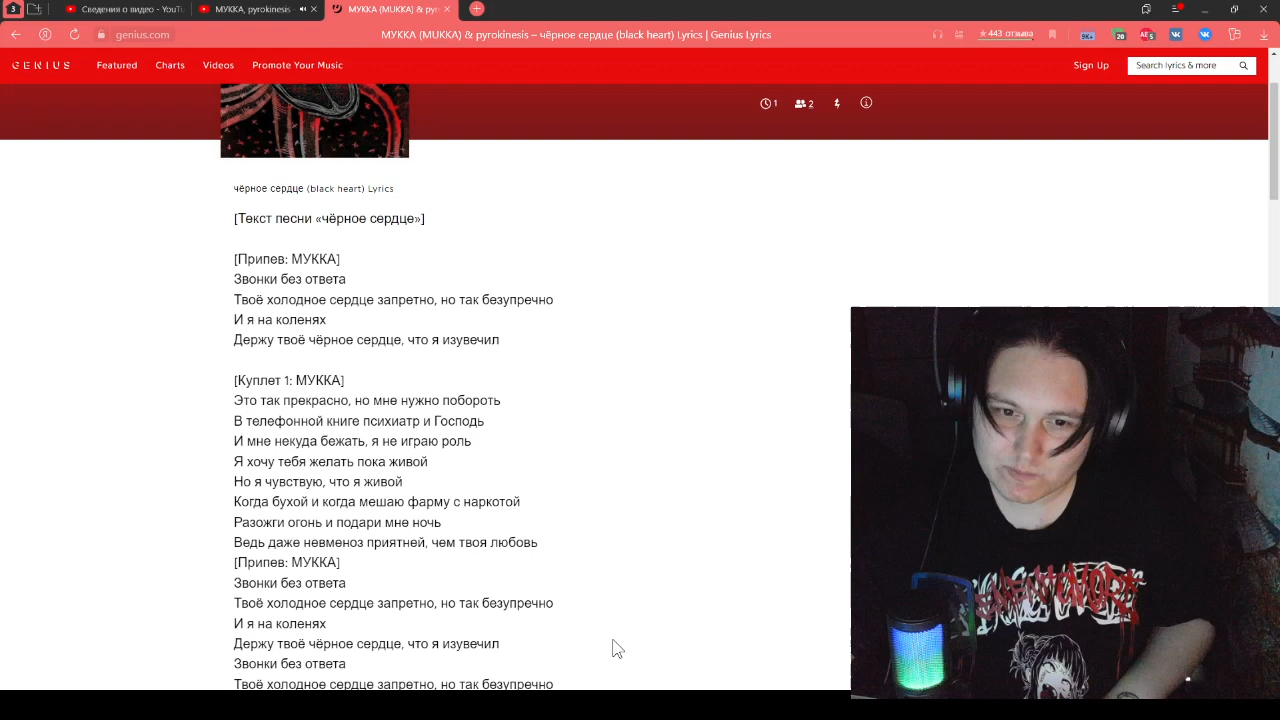 3
Сведения о видео - YouTu
МУККА, pyrokinesis -
МУККА (MUKKA) & pyr
genius.com
МУККА (MUKKA) & pyrokinesis – чёрное сердце (black heart) Lyrics | Genius Lyrics
★ 443 отзыва
9K+
20
5
GENIUS
Featured
Charts
Videos
Promote Your Music
Sign Up
Search lyrics & more
1
2
чёрное сердце (black heart) Lyrics
[Текст песни «чёрное сердце»]
[Припев: МУККА]
Звонки без ответа
Твоё холодное сердце запретно, но так безупречно
И я на коленях
Держу твоё чёрное сердце, что я изувечил
[Куплет 1: МУККА]
Это так прекрасно, но мне нужно побороть
В телефонной книге психиатр и Господь
И мне некуда бежать, я не играю роль
Я хочу тебя желать пока живой
Но я чувствую, что я живой
Когда бухой и когда мешаю фарму с наркотой
Разожги огонь и подари мне ночь
Ведь даже невменоз приятней, чем твоя любовь
[Припев: МУККА]
Звонки без ответа
Твоё холодное сердце запретно, но так безупречно
И я на коленях
Держу твоё чёрное сердце, что я изувечил
Звонки без ответа
Твоё холодное сердце запретно, но так безупречно